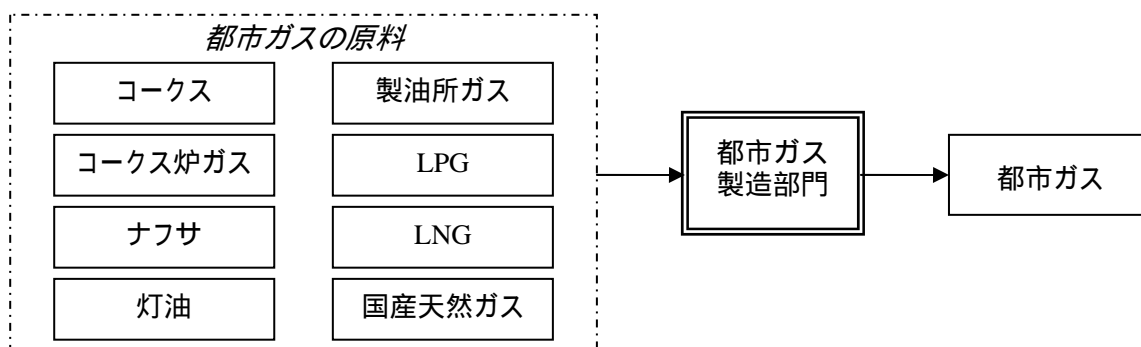 都市ガスの原料
コークス
製油所ガス
コークス炉ガス
LPG
ナフサ
LNG
灯油
国産天然ガス
都市ガス
製造部門
都市ガス